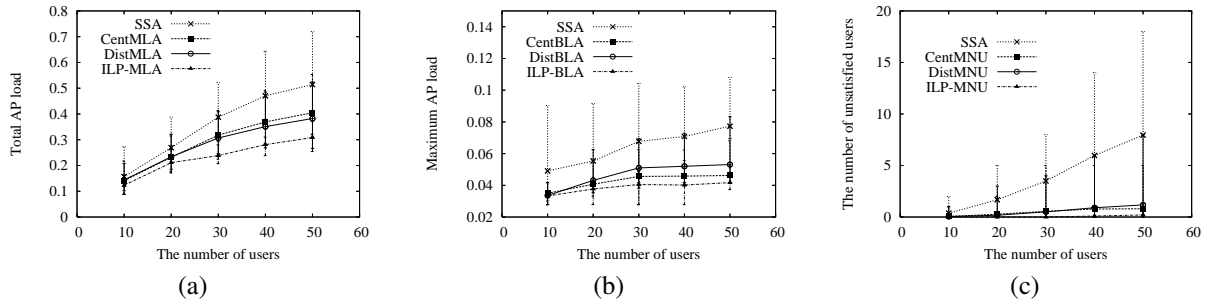 Total AP load
0.8
0.7
0.6
0.5
0.4
0.3
0.2
0.1
0
SSA
CentMLA
DistMLA
ILP-MLA
0 10 20 30 40 50 60
The number of users
(a)
Maximum AP load
0.14
0.12
0.1
0.08
0.06
0.04
0.02
SSA
CentBLA
DistBLA
ILP-BLA
0 10 20 30 40 50 60
The number of users
(b)
The number of unsatisfied users
20
15
10
5
0
SSA
CentMNU
DistMNU
ILP-MNU
0 10 20 30 40 50 60
The number of users
(c)